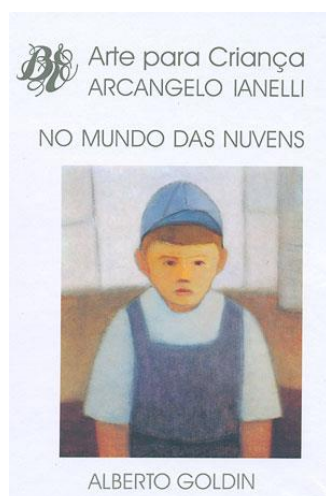 Arte para Criança
ARCANGELO IANELLI
NO MUNDO DAS NUVENS
ALBERTO GOLDIN